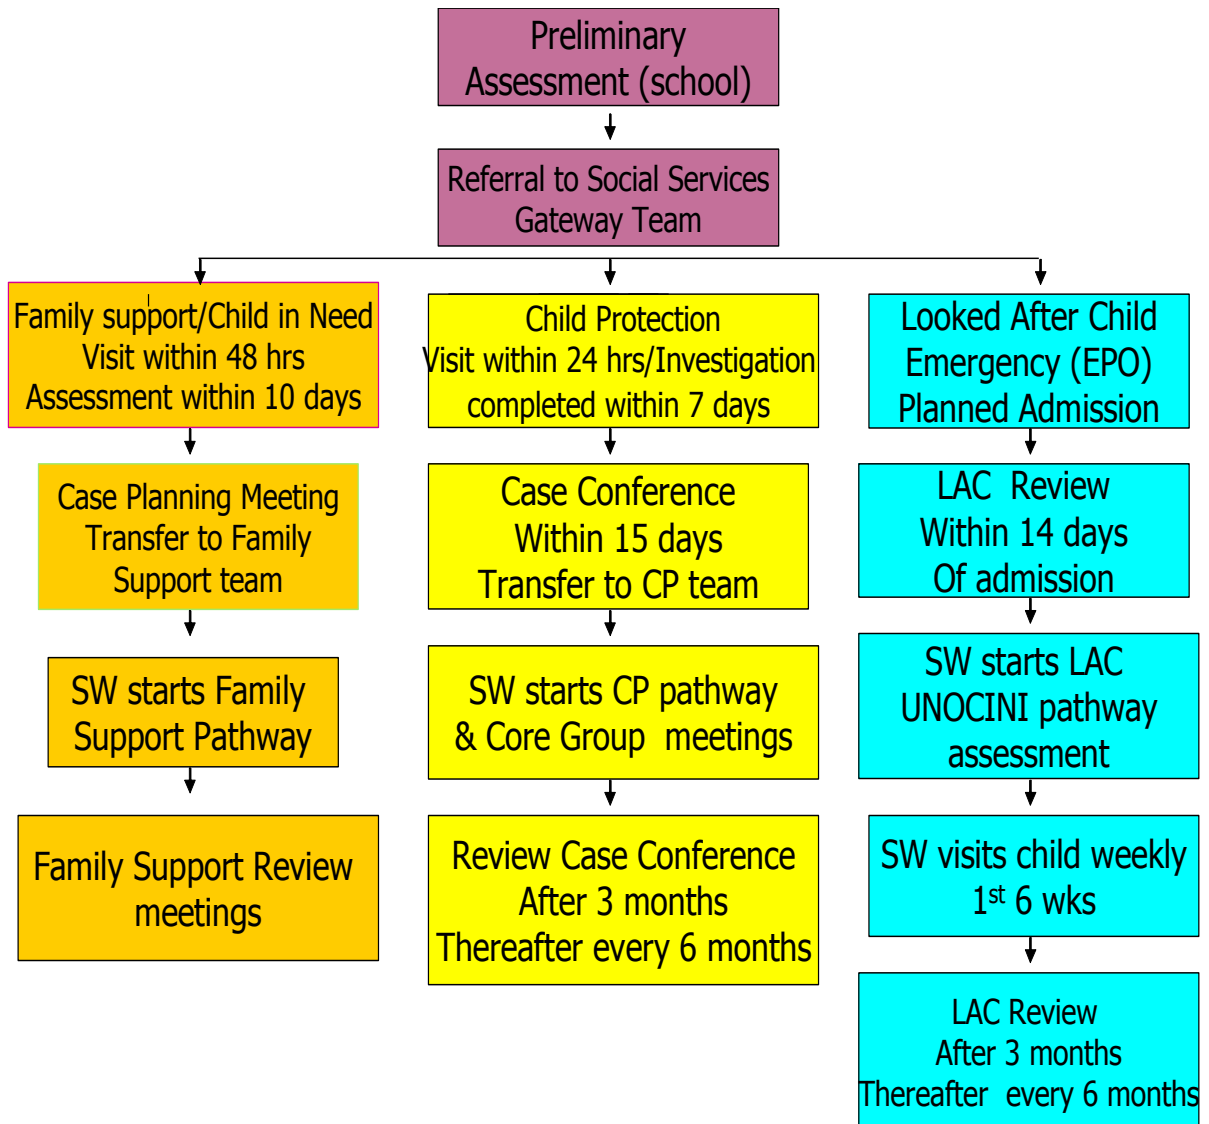 Preliminary
Assessment (school)
Referral to Social Services
Gateway Team
Family support/Child in Need
Visit within 48 hrs
Assessment within 10 days
Case Planning Meeting
Transfer to Family
Support team
SW starts Family
Support Pathway
Family Support Review
meetings
Child Protection
Visit within 24 hrs/Investigation
completed within 7 days
Case Conference
Within 15 days
Transfer to CP team
SW starts CP pathway
& Core Group meetings
Review Case Conference
After 3 months
Thereafter every 6 months
Looked After Child
Emergency (EPO)
Planned Admission
LAC Review
Within 14 days
Of admission
SW starts LAC
UNOCINI pathway
assessment
SW visits child weekly
1st 6 wks
LAC Review
After 3 months
Thereafter every 6 months